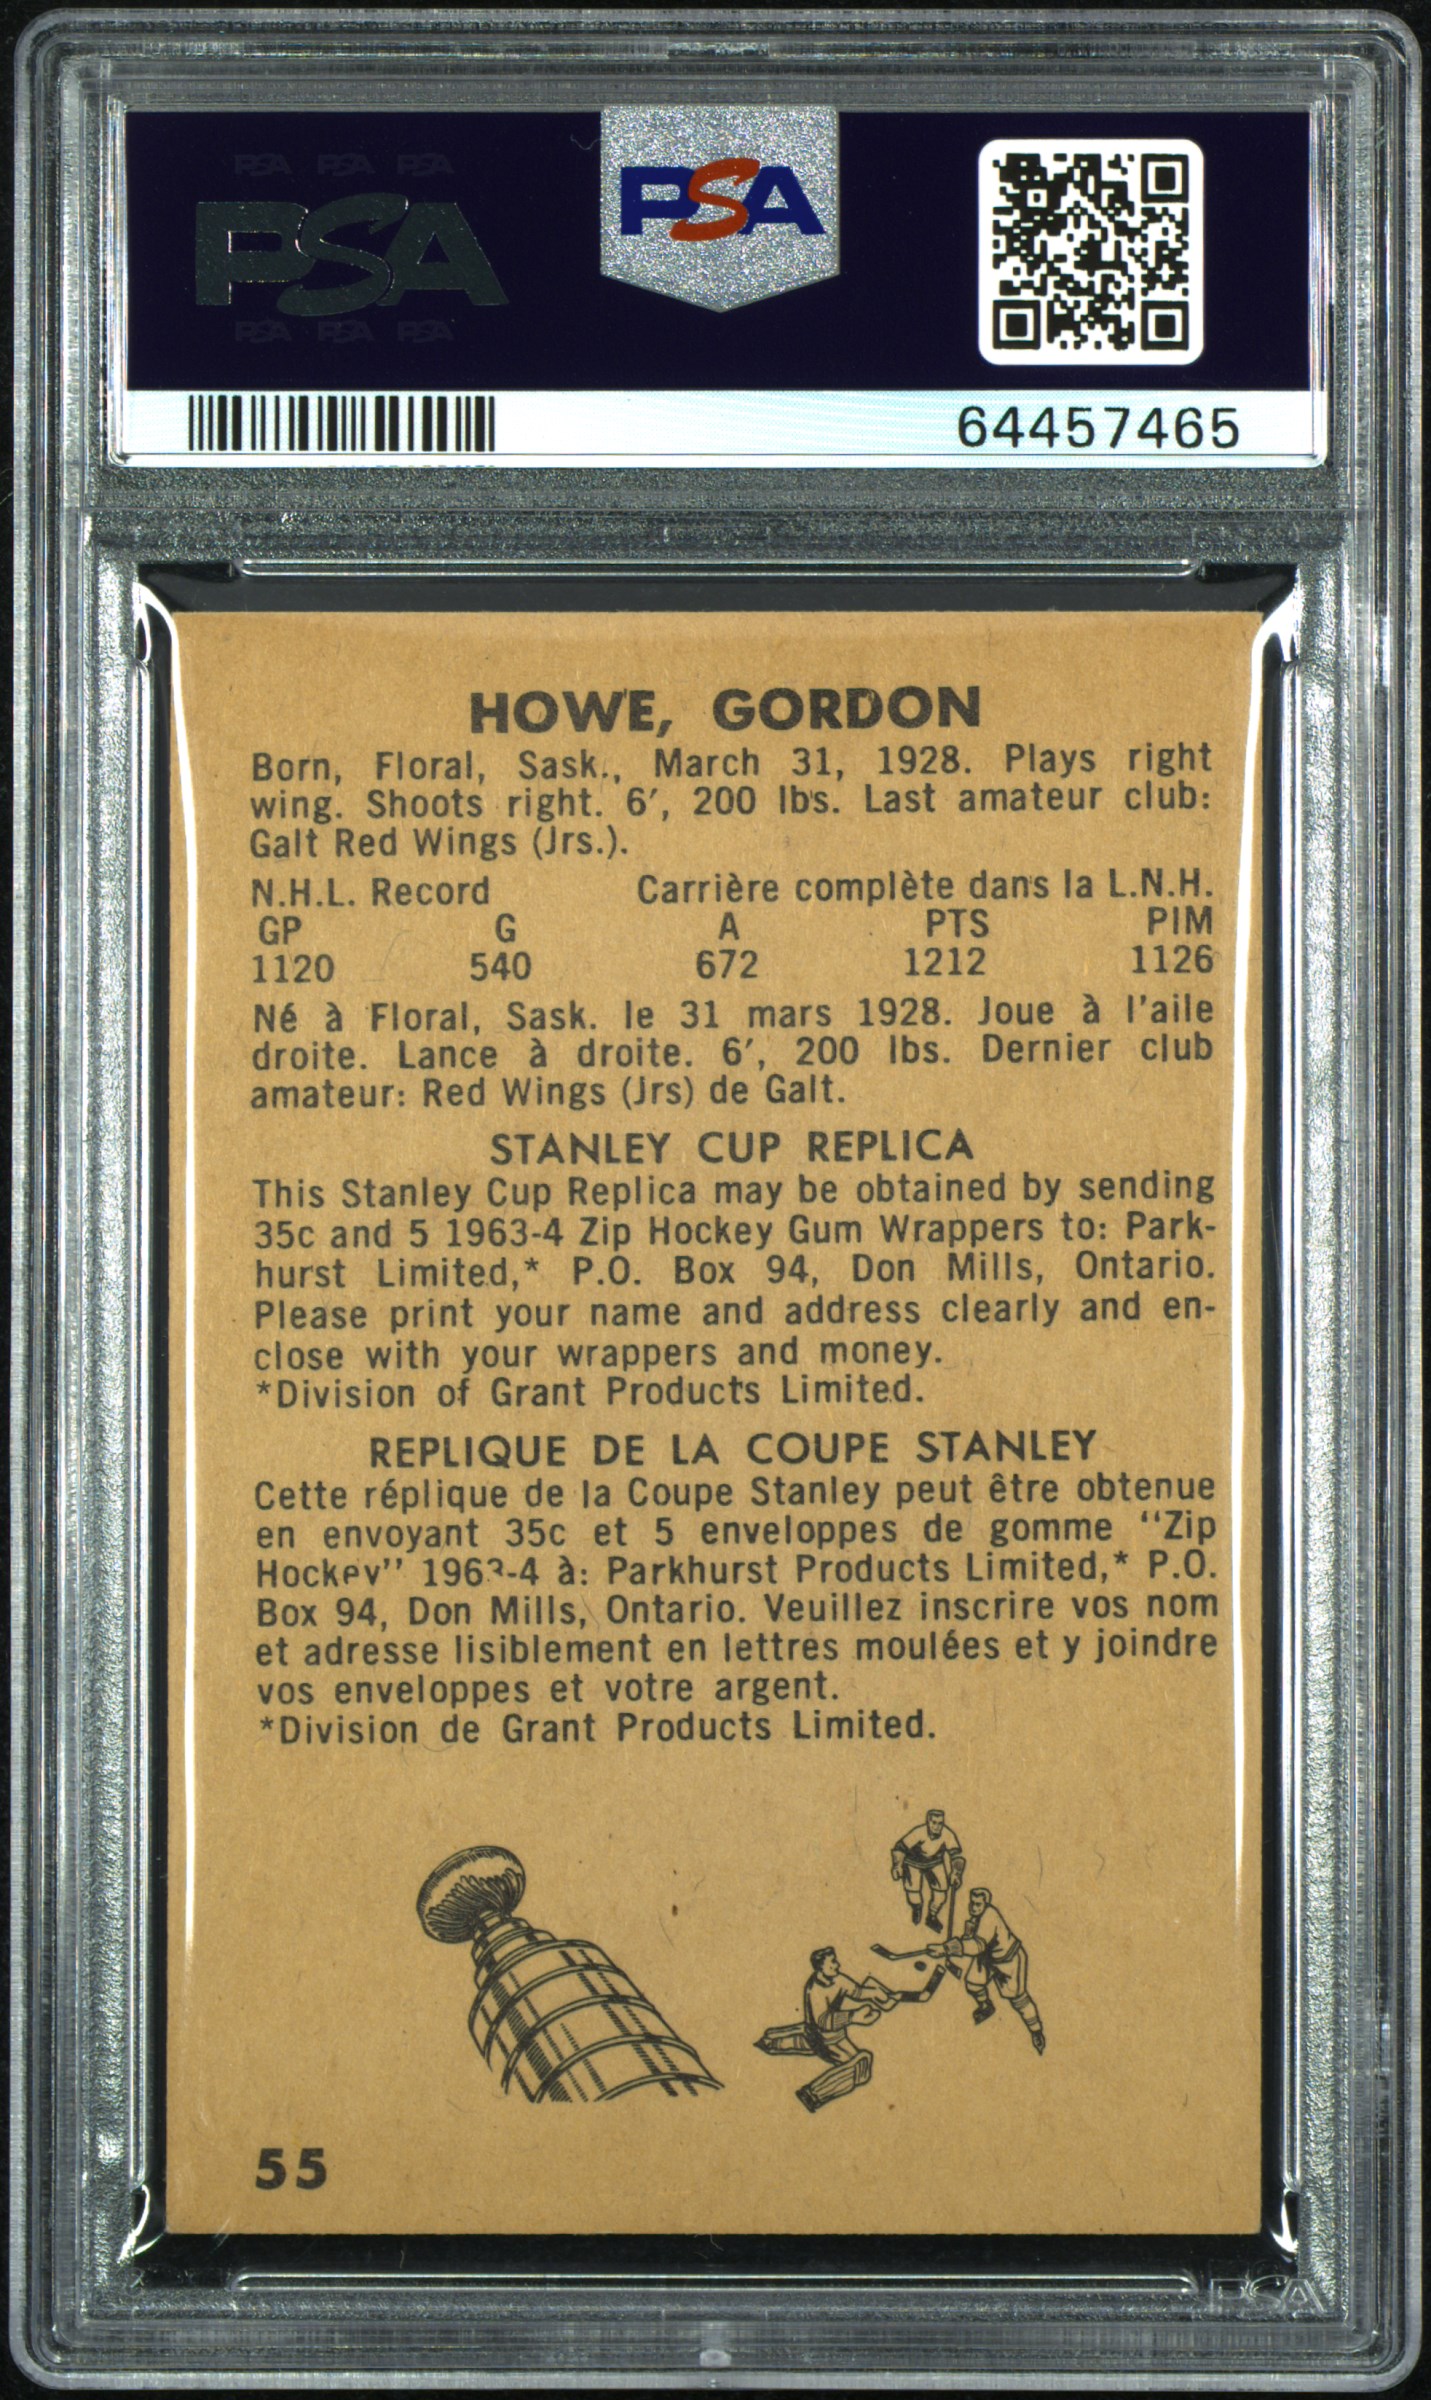 PSA PSA PSA
PSA
PSA PSA PSA
PSA
64457465
HOWE, GORDON
Born, Floral, Sask., March 31, 1928. Plays right
wing. Shoots right. 6′, 200 lbs. Last amateur club:
Galt Red Wings (Jrs.).
N.H.L. Record Carrière complète dans la L.N.H.
GP G A PTS PIM
1120 540 672 1212 1126
Né à Floral, Sask. le 31 mars 1928. Joue à l'aile
droite. Lance à droite. 6′, 200 lbs. Dernier club
amateur: Red Wings (Jrs) de Galt.
STANLEY CUP REPLICA
This Stanley Cup Replica may be obtained by sending
35c and 5 1963-4 Zip Hockey Gum Wrappers to: Park-
hurst Limited,* P.O. Box 94, Don Mills, Ontario.
Please print your name and address clearly and en-
close with your wrappers and money.
*Division of Grant Products Limited.
REPLIQUE DE LA COUPE STANLEY
Cette réplique de la Coupe Stanley peut être obtenue
en envoyant 35c et 5 enveloppes de gomme "Zip
Hockey" 1963-4 à: Parkhurst Products Limited,* P.O.
Box 94, Don Mills, Ontario. Veuillez inscrire vos nom
et adresse lisiblement en lettres moulées et y joindre
vos enveloppes et votre argent.
*Division de Grant Products Limited.
55
PSA